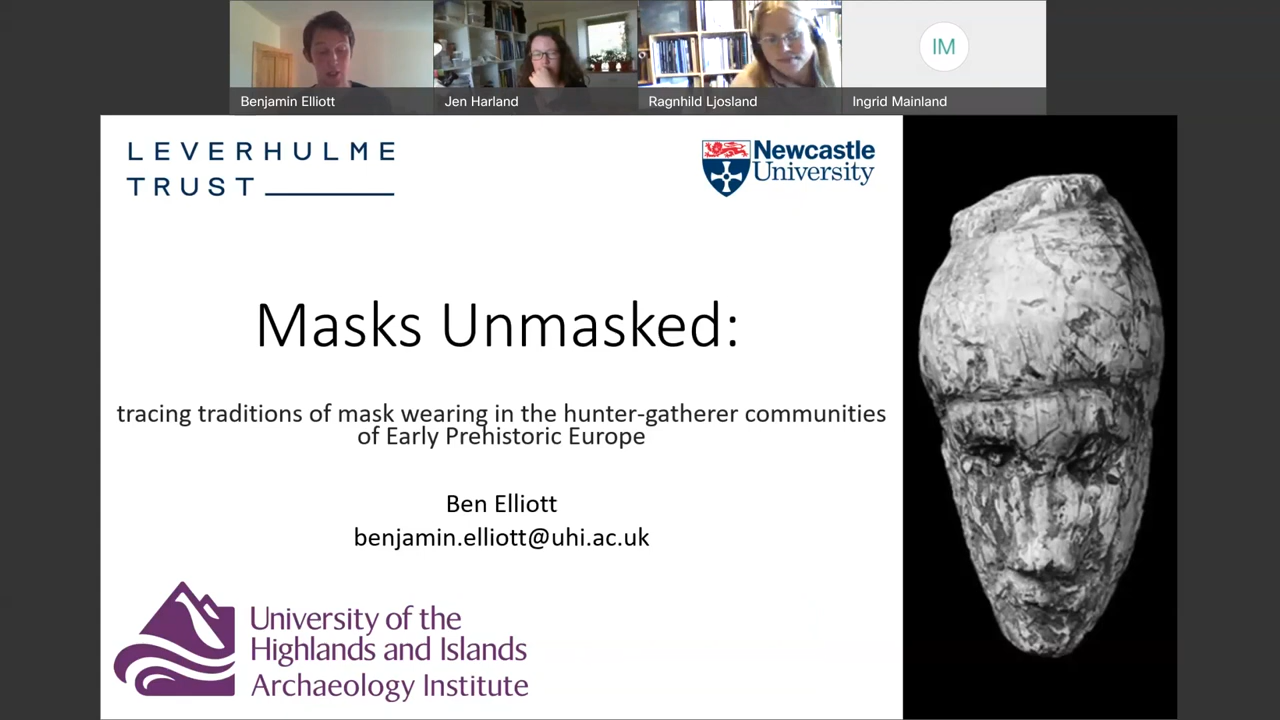 Benjamin Elliott
Jen Harland
Ragnhild Ljosland
IM
Ingrid Mainland
LEVERHULME
TRUST
Newcastle
University
Masks Unmasked:
tracing traditions of mask wearing in the hunter-gatherer communities
of Early Prehistoric Europe
Ben Elliott
benjamin.elliott@uhi.ac.uk
University of the
Highlands and Islands
Archaeology Institute